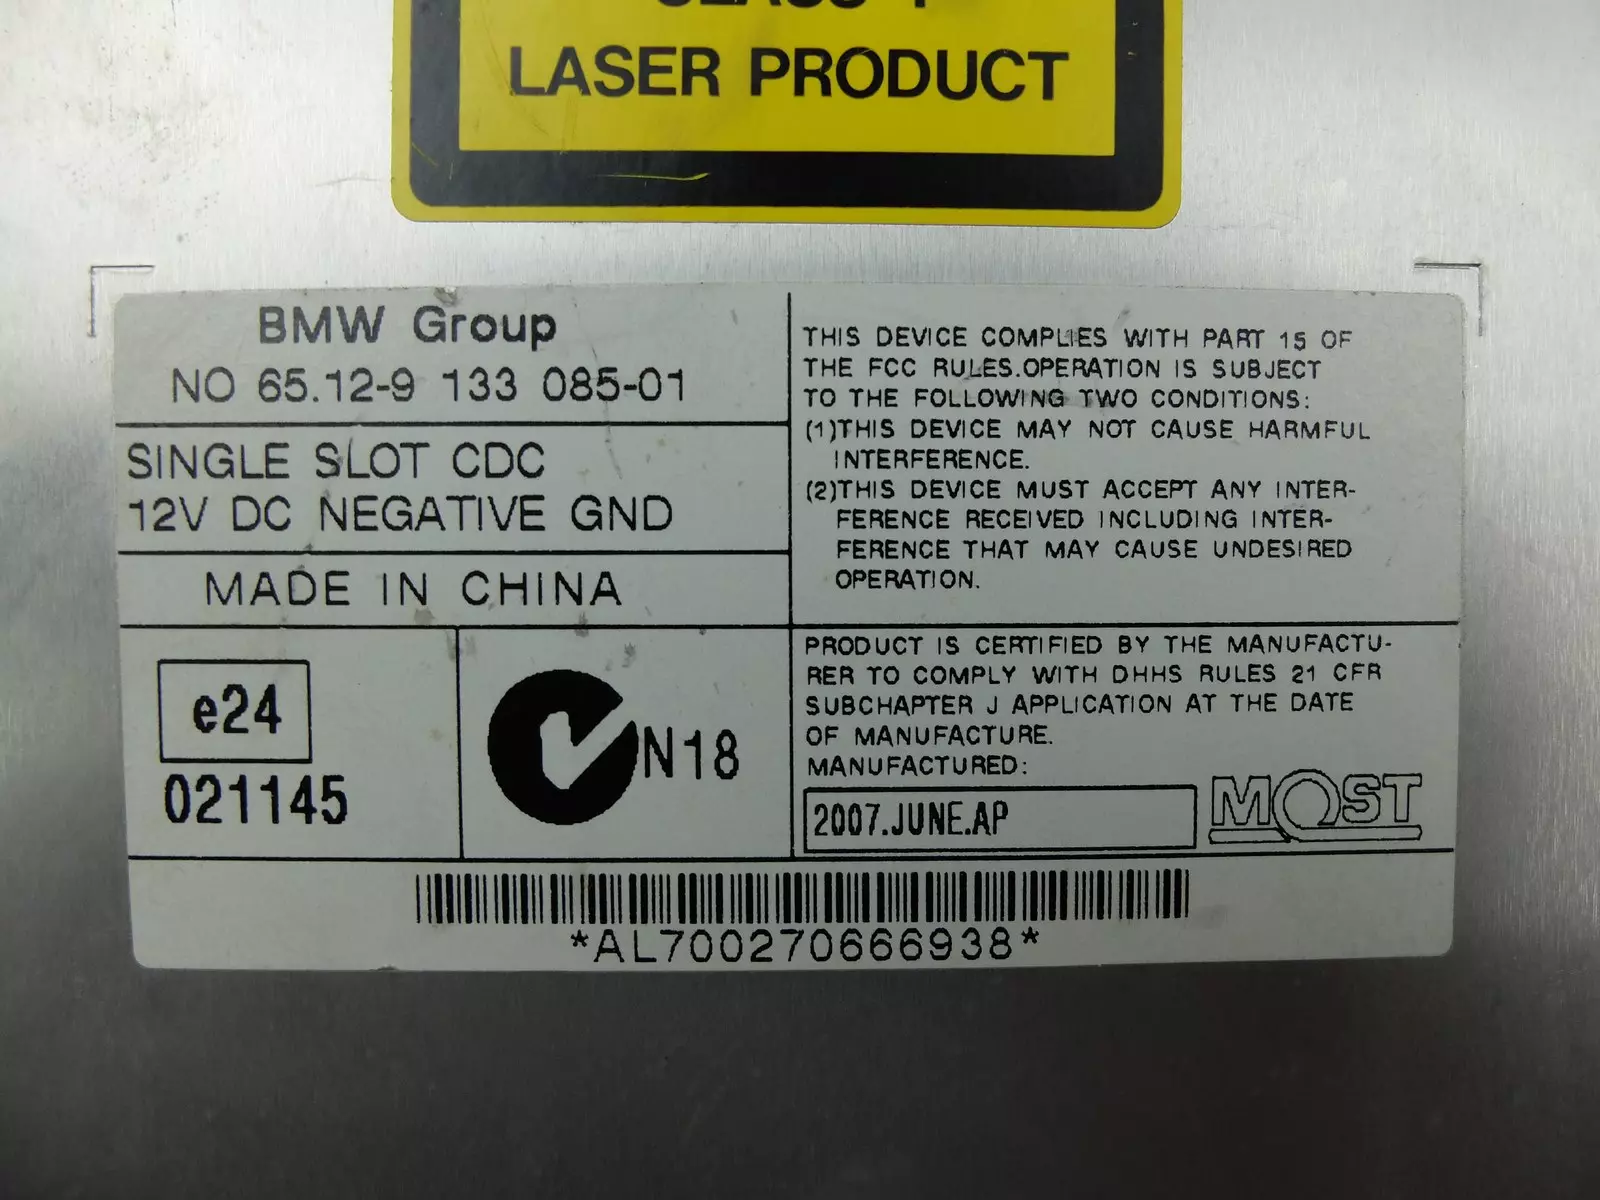 CLASS 1
LASER PRODUCT
BMW Group
NO 65.12-9 133 085-01
SINGLE SLOT CDC
12V DC NEGATIVE GND
MADE IN CHINA
e24
021145
N18
THIS DEVICE COMPLIES WITH PART 15 OF
THE FCC RULES.OPERATION IS SUBJECT
TO THE FOLLOWING TWO CONDITIONS:
(1)THIS DEVICE MAY NOT CAUSE HARMFUL
INTERFERENCE.
(2)THIS DEVICE MUST ACCEPT ANY INTER-
FERENCE RECEIVED INCLUDING INTER-
FERENCE THAT MAY CAUSE UNDESIRED
OPERATION.
PRODUCT IS CERTIFIED BY THE MANUFACTU-
RER TO COMPLY WITH DHHS RULES 21 CFR
SUBCHAPTER J APPLICATION AT THE DATE
OF MANUFACTURE.
MANUFACTURED:
2007.JUNE.AP
MOST
*AL700270666938*